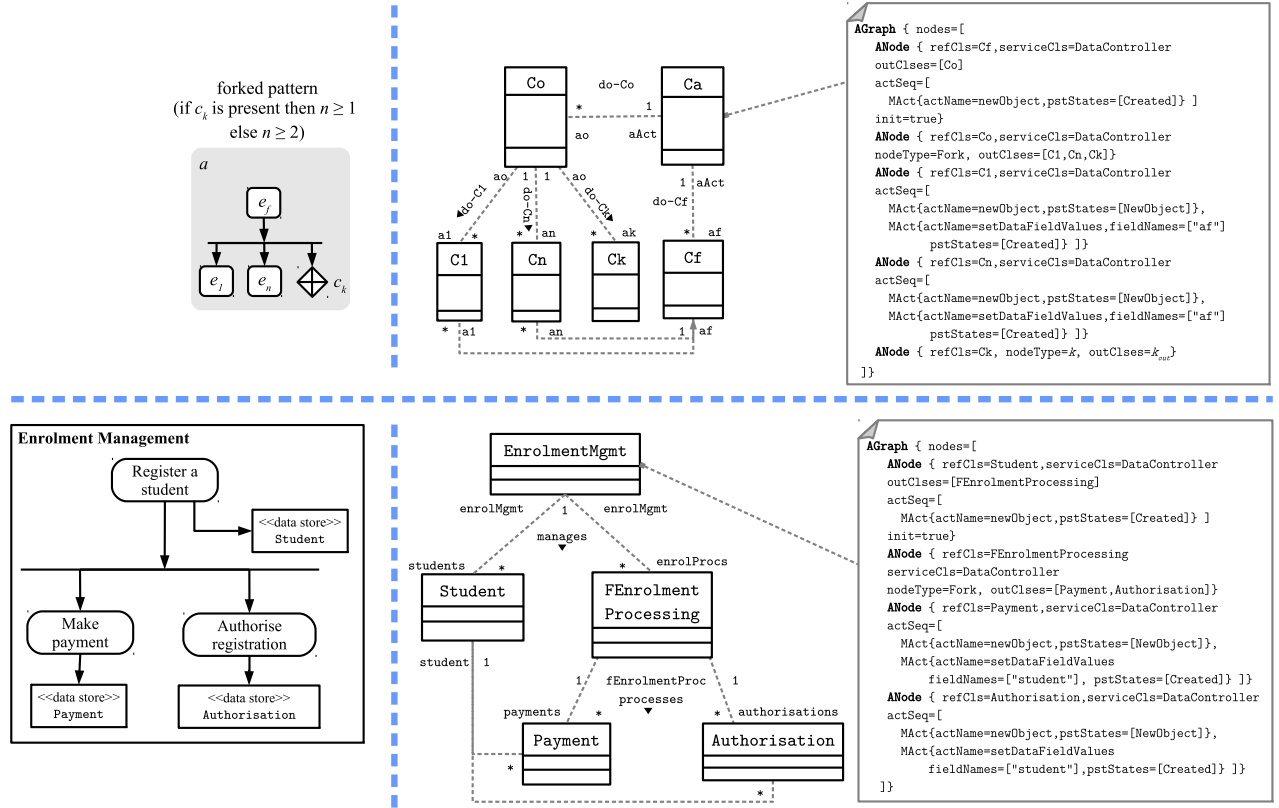 forked pattern
(if ck is present then n ≥ 1
else n ≥ 2)
a
ef
e1
en
ck
Co
do-Co
Ca
*
1
ao
aAct
ao
1
1
ao
1
aAct
do-C1
do-Cn
do-Ck
do-Cf
*
*
*
*
a1
an
ak
af
C1
Cn
Ck
Cf
*
a1
*
an
1
af
AGraph { nodes=[
ANode { refCls=Cf,serviceCls=DataController
outClses=[Co]
actSeq=[
MAct{actName=newObject,pstStates=[Created]} ]
init=true}
ANode { refCls=Co,serviceCls=DataController
nodeType=Fork, outClses=[C1,Cn,Ck]}
ANode { refCls=C1,serviceCls=DataController
actSeq=[
MAct{actName=newObject,pstStates=[NewObject]},
MAct{actName=setDataFieldValues,fieldNames=["af"]
pstStates=[Created]} ]}
ANode { refCls=Cn,serviceCls=DataController
actSeq=[
MAct{actName=newObject,pstStates=[NewObject]},
MAct{actName=setDataFieldValues,fieldNames=["af"]
pstStates=[Created]} ]}
ANode { refCls=Ck, nodeType=k, outClses=kout}
]}
Enrolment Management
Register a
student
<<data store>>
Student
Make
payment
Authorise
registration
<<data store>>
Payment
<<data store>>
Authorisation
EnrolmentMgmt
enrolMgmt
1
enrolMgmt
manages
students
*
*
enrolProcs
Student
FEnrolment
Processing
student
1
1
fEnrolmentProc
1
processes
payments
*
*
authorisations
Payment
Authorisation
*
*
AGraph { nodes=[
ANode { refCls=Student,serviceCls=DataController
outClses=[FEnrolmentProcessing]
actSeq=[
MAct{actName=newObject,pstStates=[Created]} ]
init=true}
ANode { refCls=FEnrolmentProcessing
serviceCls=DataController
nodeType=Fork, outClses=[Payment,Authorisation]}
ANode { refCls=Payment,serviceCls=DataController
actSeq=[
MAct{actName=newObject,pstStates=[NewObject]},
MAct{actName=setDataFieldValues
fieldNames=["student"], pstStates=[Created]} ]}
ANode { refCls=Authorisation,serviceCls=DataController
actSeq=[
MAct{actName=newObject,pstStates=[NewObject]},
MAct{actName=setDataFieldValues
fieldNames=["student"],pstStates=[Created]} ]}
]}